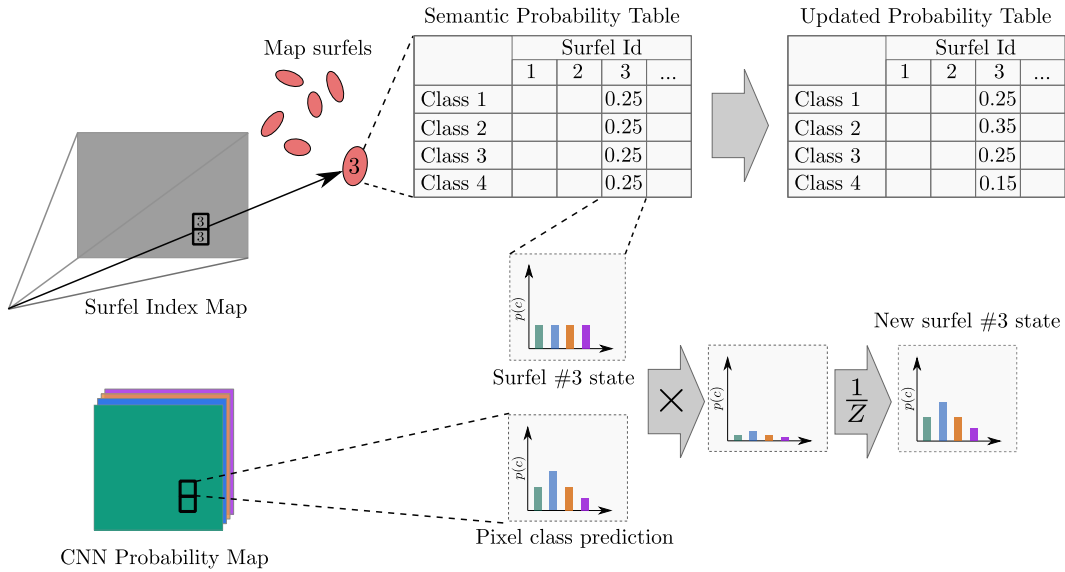 Semantic Probability Table
Updated Probability Table
Map surfels
Surfel Id
1 2 3 ...
Class 1 0.25
Class 2 0.25
Class 3 0.25
Class 4 0.25
Surfel Id
1 2 3 ...
Class 1 0.25
Class 2 0.35
Class 3 0.25
Class 4 0.15
3
3
3
Surfel Index Map
p(c)
Surfel #3 state
New surfel #3 state
×
p(c)
1
Z
p(c)
p(c)
Pixel class prediction
CNN Probability Map